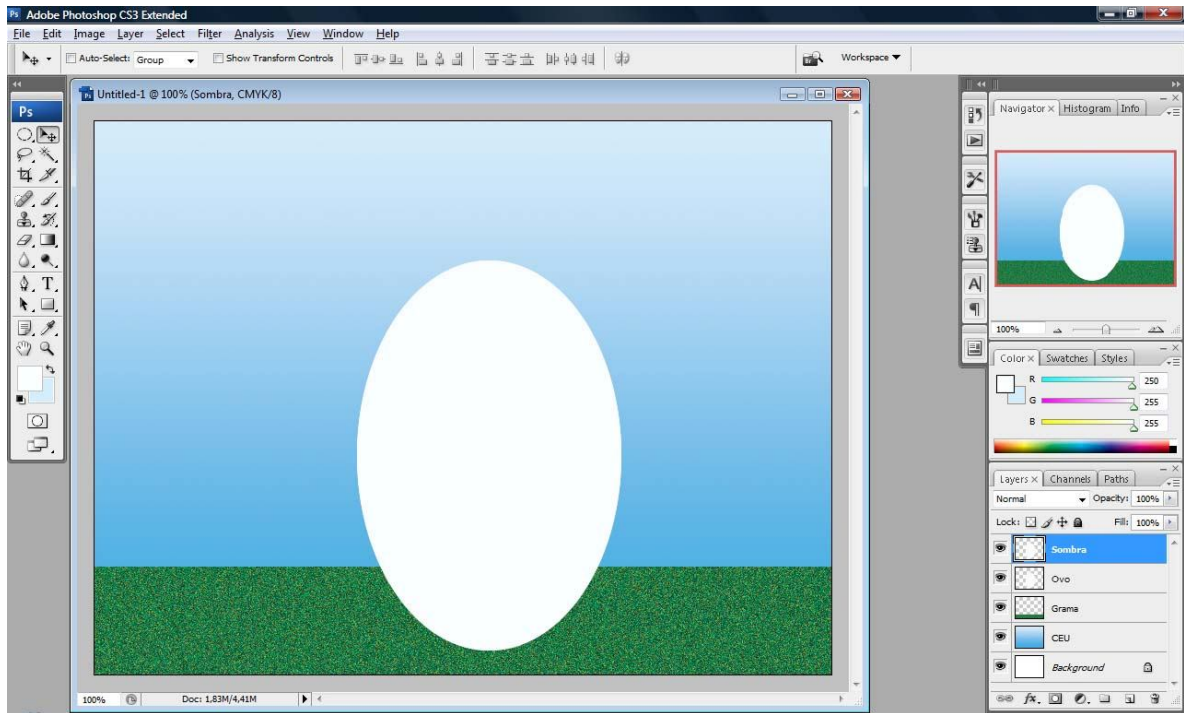 Ps Adobe Photoshop CS3 Extended
File Edit Image Layer Select Filter Analysis View Window Help
Auto-Select: Group Show Transform Controls Workspace
Ps
Untitled-1 @ 100% (Sombra, CMYK/8)
Navigator x Histogram Info
100%
Color x Swatches Styles
R 250
G 255
B 255
Layers x Channels Paths
Normal Opacity: 100%
Lock: Fill: 100%
Sombra
Ovo
Grama
CEU
Background
100% Doc: 1,83M/4,41M